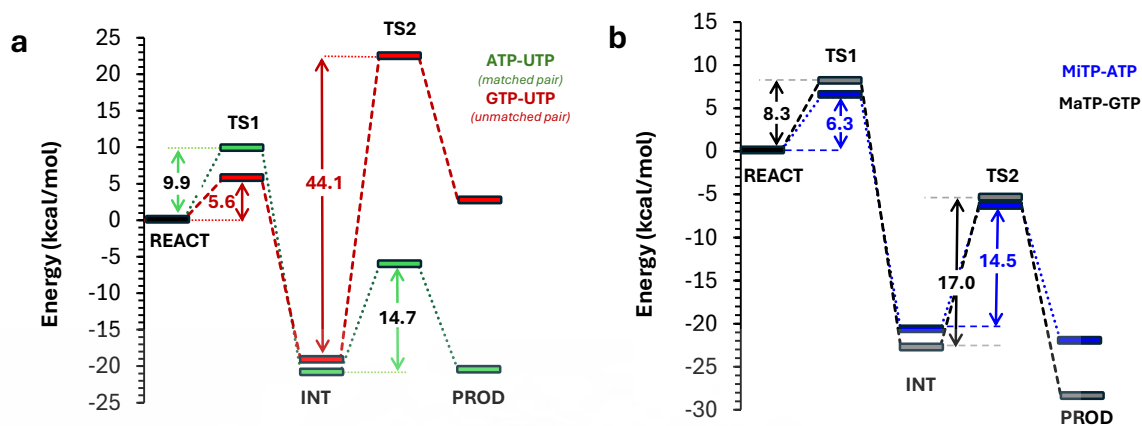 a
Energy (kcal/mol)
25
20
15
10
5
0
-5
-10
-15
-20
-25
TS1
TS2
ATP-UTP
(matched pair)
GTP-UTP
(unmatched pair)
9.9
5.6
44.1
14.7
REACT
INT
PROD
b
Energy (kcal/mol)
15
10
5
0
-5
-10
-15
-20
-25
-30
TS1
MiTP-ATP
MaTP-GTP
8.3
6.3
REACT
TS2
14.5
17.0
INT
PROD